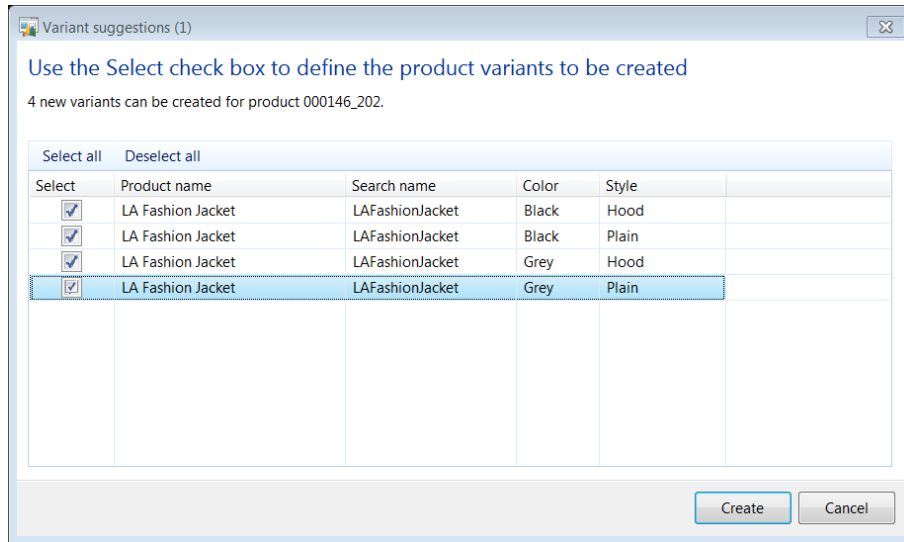 Variant suggestions (1)
Use the Select check box to define the product variants to be created
4 new variants can be created for product 000146_202.
Select all Deselect all
Select Product name Search name Color Style
LA Fashion Jacket LAFashionJacket Black Hood
LA Fashion Jacket LAFashionJacket Black Plain
LA Fashion Jacket LAFashionJacket Grey Hood
LA Fashion Jacket LAFashionJacket Grey Plain
Create Cancel